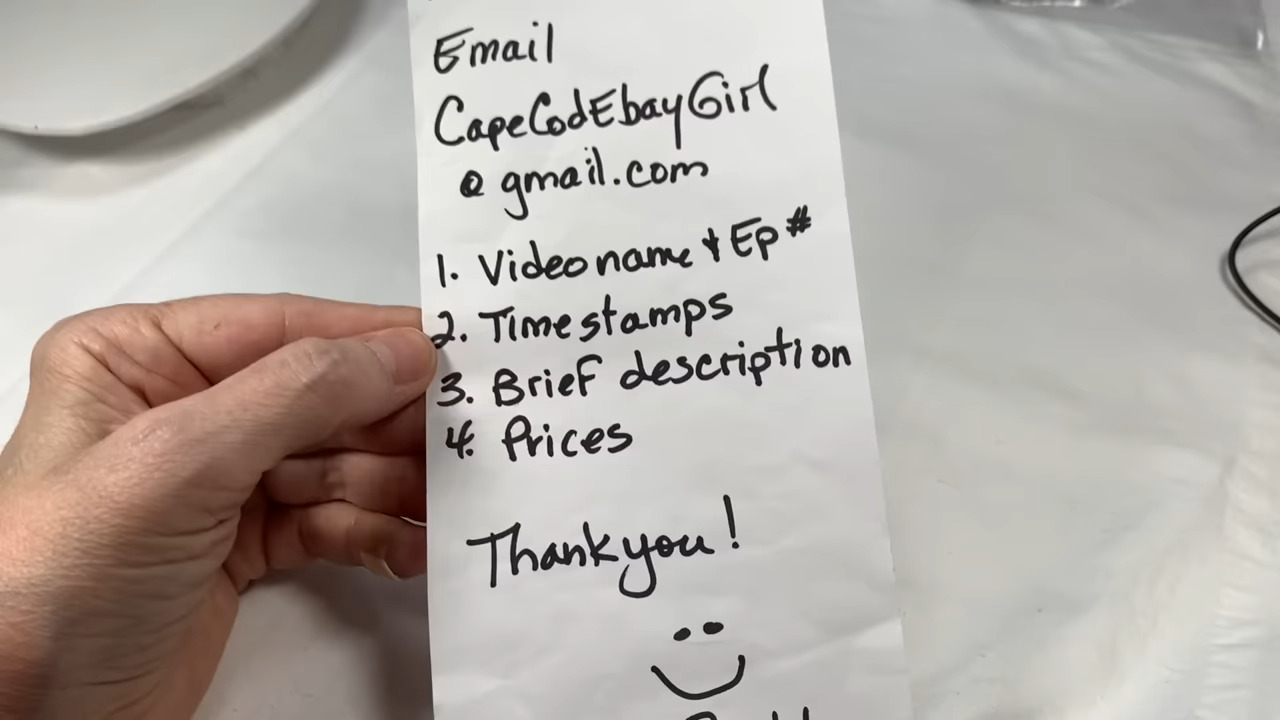 Email
CapeCodEbayGirl
@ gmail.com
1. Video name + Ep #
2. Timestamps
3. Brief description
4. Prices
Thank you!